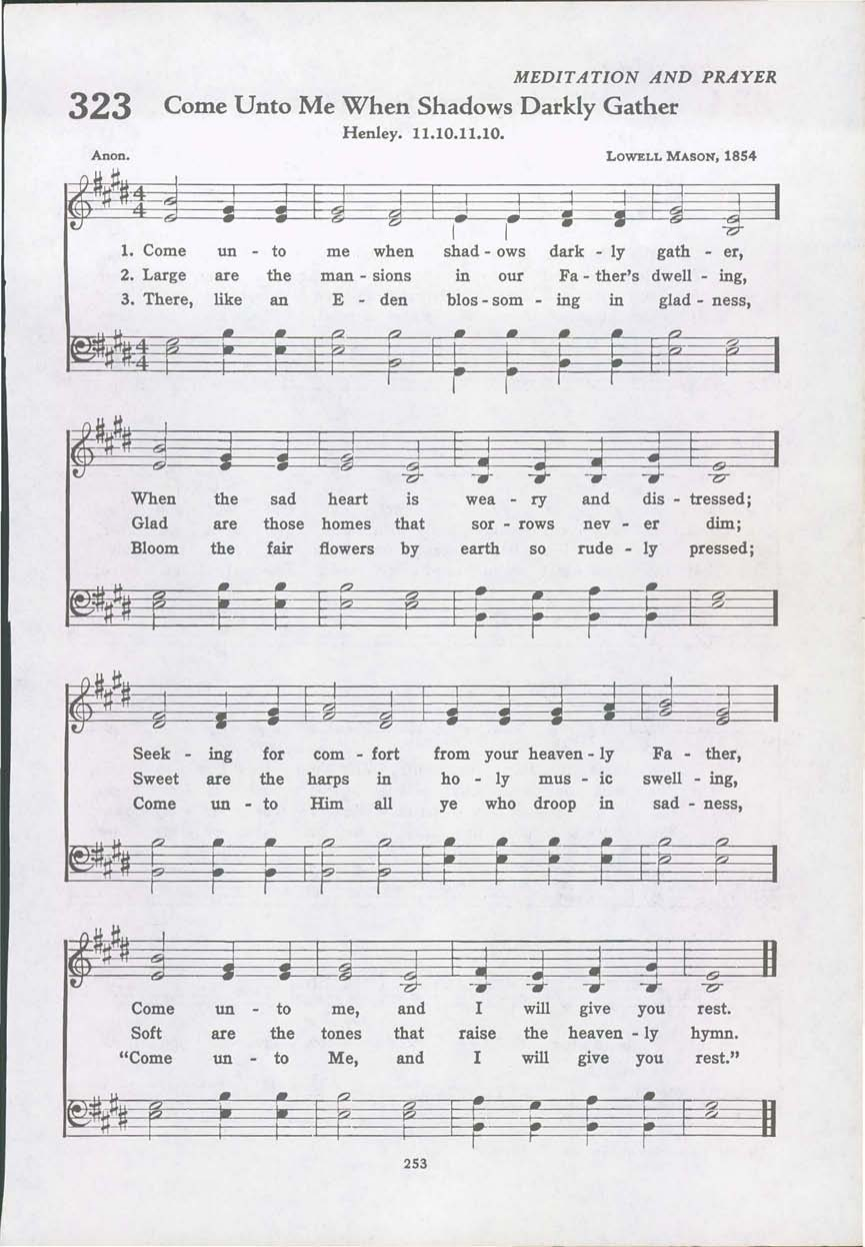 MEDITATION AND PRAYER
323 Come Unto Me When Shadows Darkly Gather
Henley. 11.10.11.10.
Anon. LOWELL MASON, 1854
4
4
1. Come un - to me when shad - ows dark - ly gath - er,
2. Large are the man - sions in our Fa - ther's dwell - ing,
3. There, like an E - den blos - som - ing in glad - ness,
4
4
When the sad heart is wea - ry and dis - tressed;
Glad are those homes that sor - rows nev - er dim;
Bloom the fair flowers by earth so rude - ly pressed;
Seek - ing for com - fort from your heaven - ly Fa - ther,
Sweet are the harps in ho - ly mus - ic swell - ing,
Come un - to Him all ye who droop in sad - ness,
Come un - to me, and I will give you rest.
Soft are the tones that raise the heaven - ly hymn.
"Come un - to Me, and I will give you rest."
253